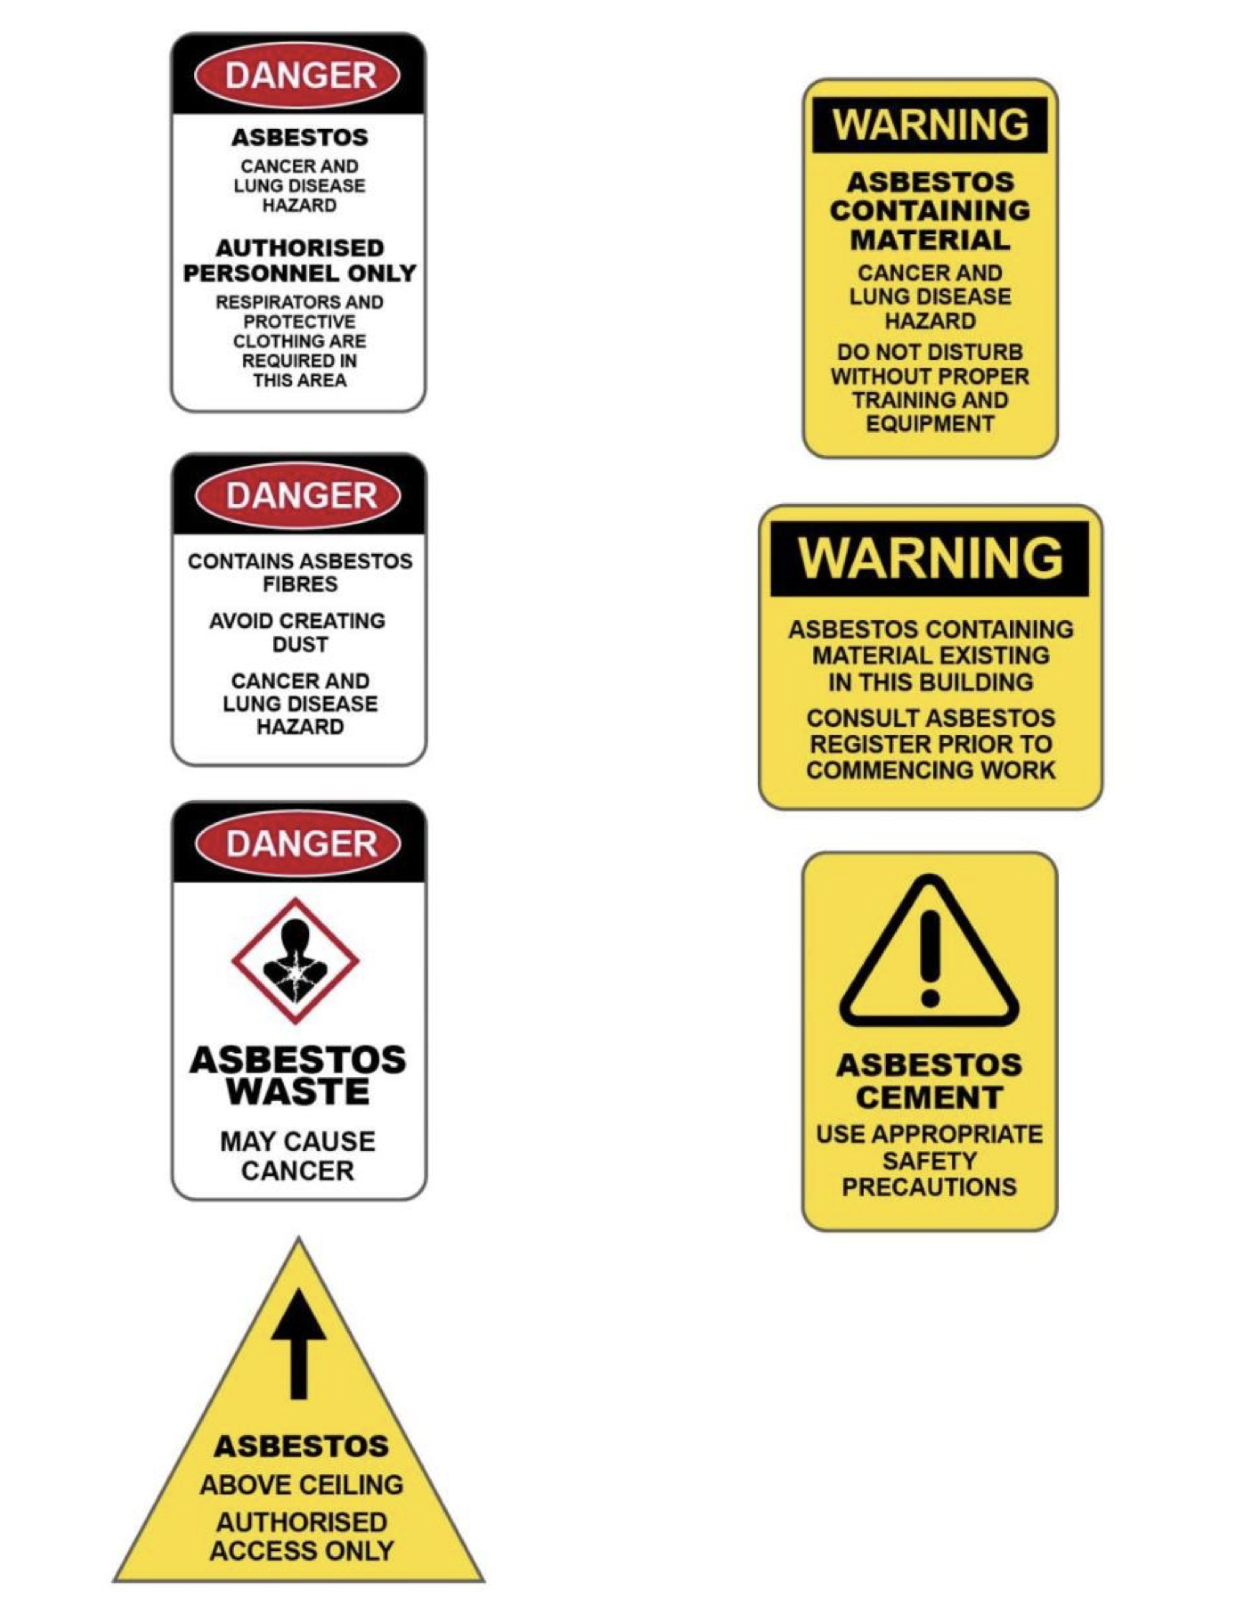 DANGER
ASBESTOS
CANCER AND
LUNG DISEASE
HAZARD
AUTHORISED
PERSONNEL ONLY
RESPIRATORS AND
PROTECTIVE
CLOTHING ARE
REQUIRED IN
THIS AREA
DANGER
CONTAINS ASBESTOS
FIBRES
AVOID CREATING
DUST
CANCER AND
LUNG DISEASE
HAZARD
DANGER
ASBESTOS
WASTE
MAY CAUSE
CANCER
ASBESTOS
ABOVE CEILING
AUTHORISED
ACCESS ONLY
WARNING
ASBESTOS
CONTAINING
MATERIAL
CANCER AND
LUNG DISEASE
HAZARD
DO NOT DISTURB
WITHOUT PROPER
TRAINING AND
EQUIPMENT
WARNING
ASBESTOS CONTAINING
MATERIAL EXISTING
IN THIS BUILDING
CONSULT ASBESTOS
REGISTER PRIOR TO
COMMENCING WORK
ASBESTOS
CEMENT
USE APPROPRIATE
SAFETY
PRECAUTIONS